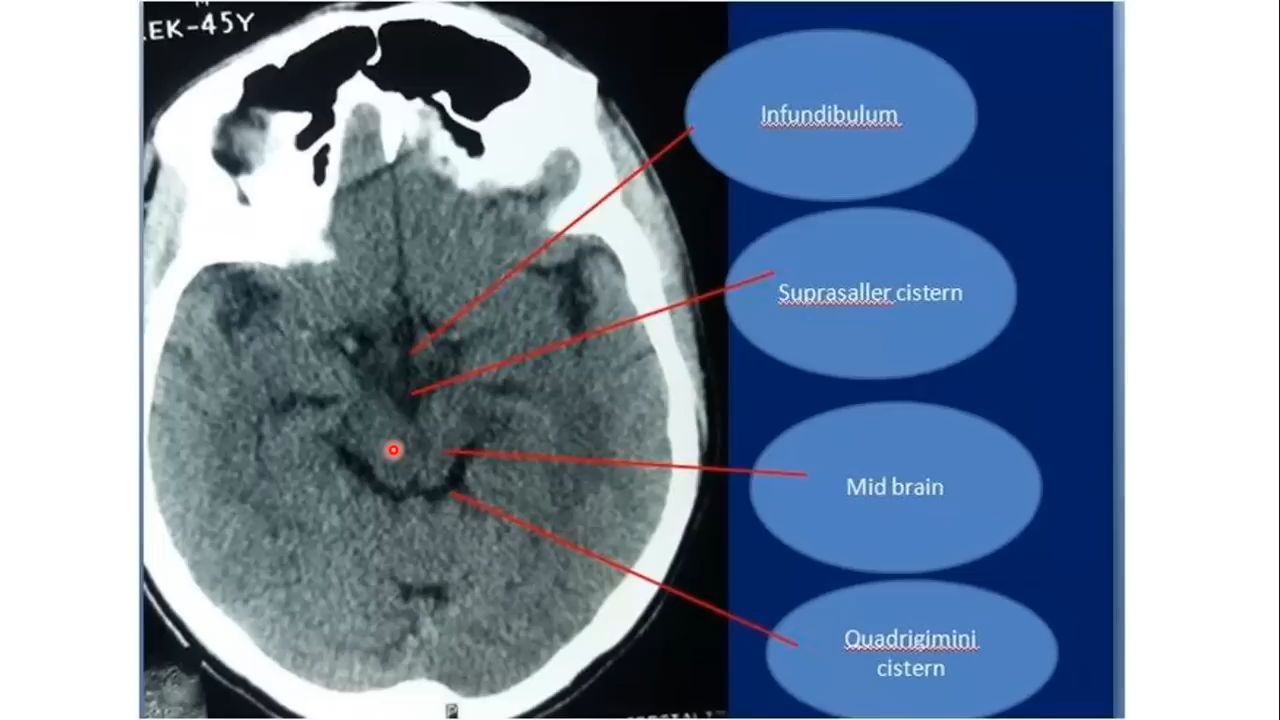 .EK-45Y
Infundibulum
Suprasaller cistern
Mid brain
Quadrigimini
cistern